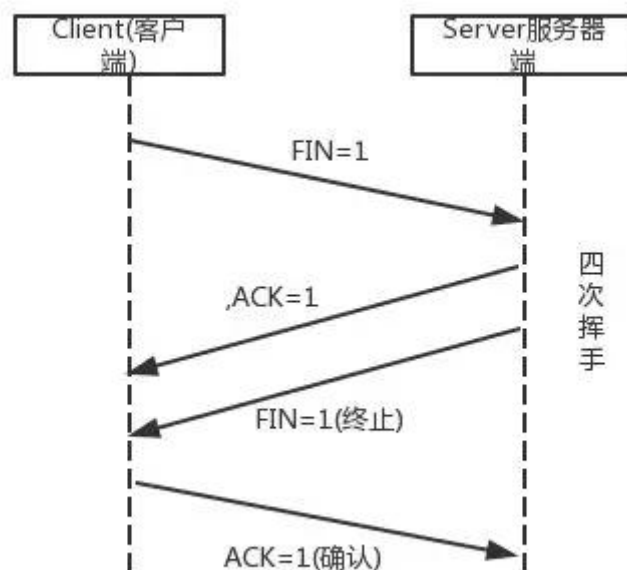 Client(客户
端)
Server服务器
端
FIN=1
,ACK=1
FIN=1(终止)
ACK=1(确认)
四
次
挥
手